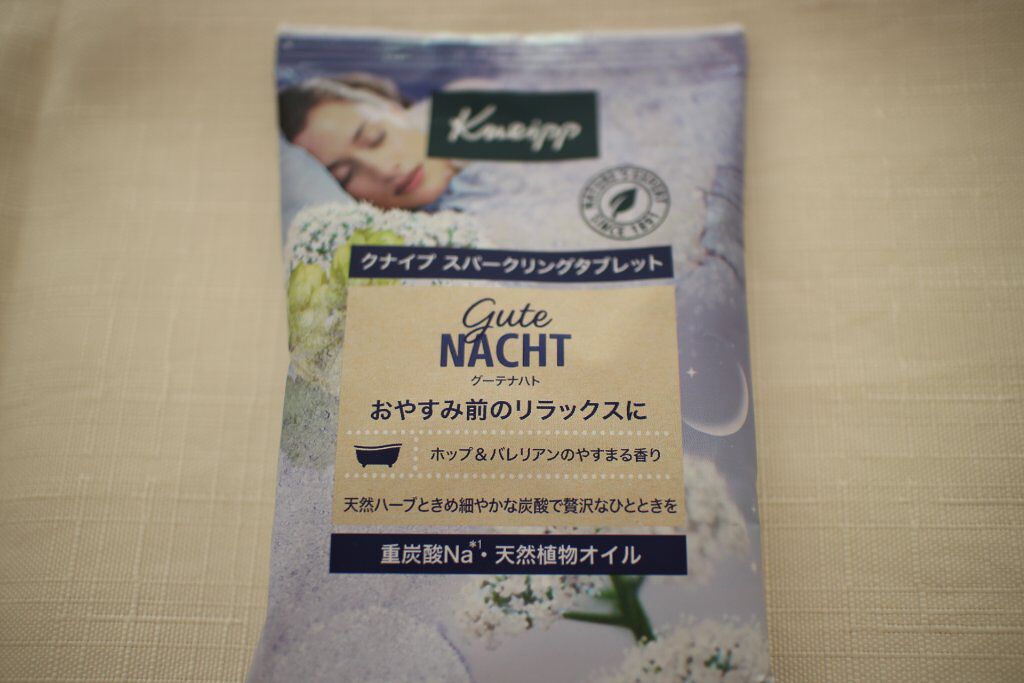 Kneipp
NATURE'S EXPERT
SINCE 1891
クナイプ スパークリングタブレット
Gute
NACHT
グーテナハト
おやすみ前のリラックスに
ホップ＆バレリアンのやすまる香り
天然ハーブときめ細やかな炭酸で贅沢なひとときを
重炭酸Na*1・天然植物オイル